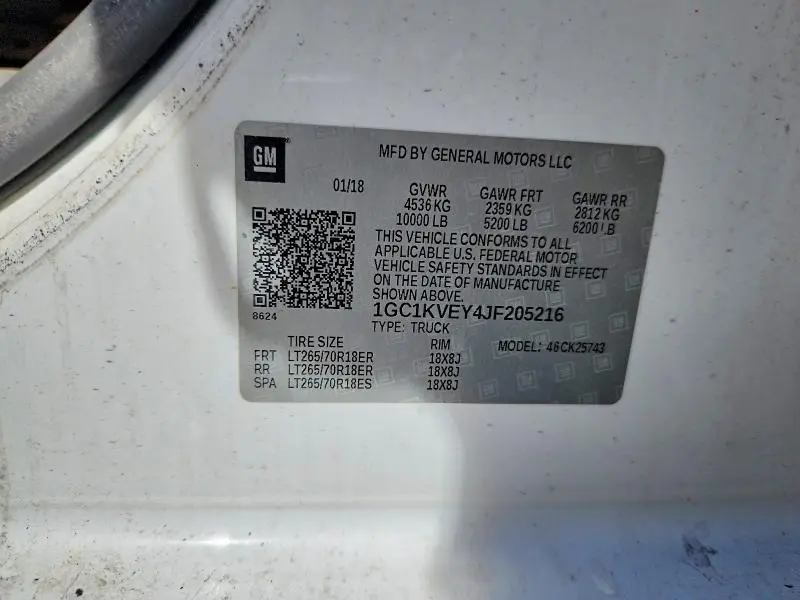 GM
MFD BY GENERAL MOTORS LLC
01/18 GVWR GAWR FRT GAWR RR
4536 KG 2359 KG 2812 KG
10000 LB 5200 LB 6200 LB
THIS VEHICLE CONFORMS TO ALL
APPLICABLE U.S. FEDERAL MOTOR
VEHICLE SAFETY STANDARDS IN EFFECT
ON THE DATE OF MANUFACTURE
SHOWN ABOVE.
8624
1GC1KVEY4JF205216
TYPE: TRUCK
TIRE SIZE RIM MODEL: 46CK25743
FRT LT265/70R18ER 18X8J
RR LT265/70R18ER 18X8J
SPA LT265/70R18ES 18X8J